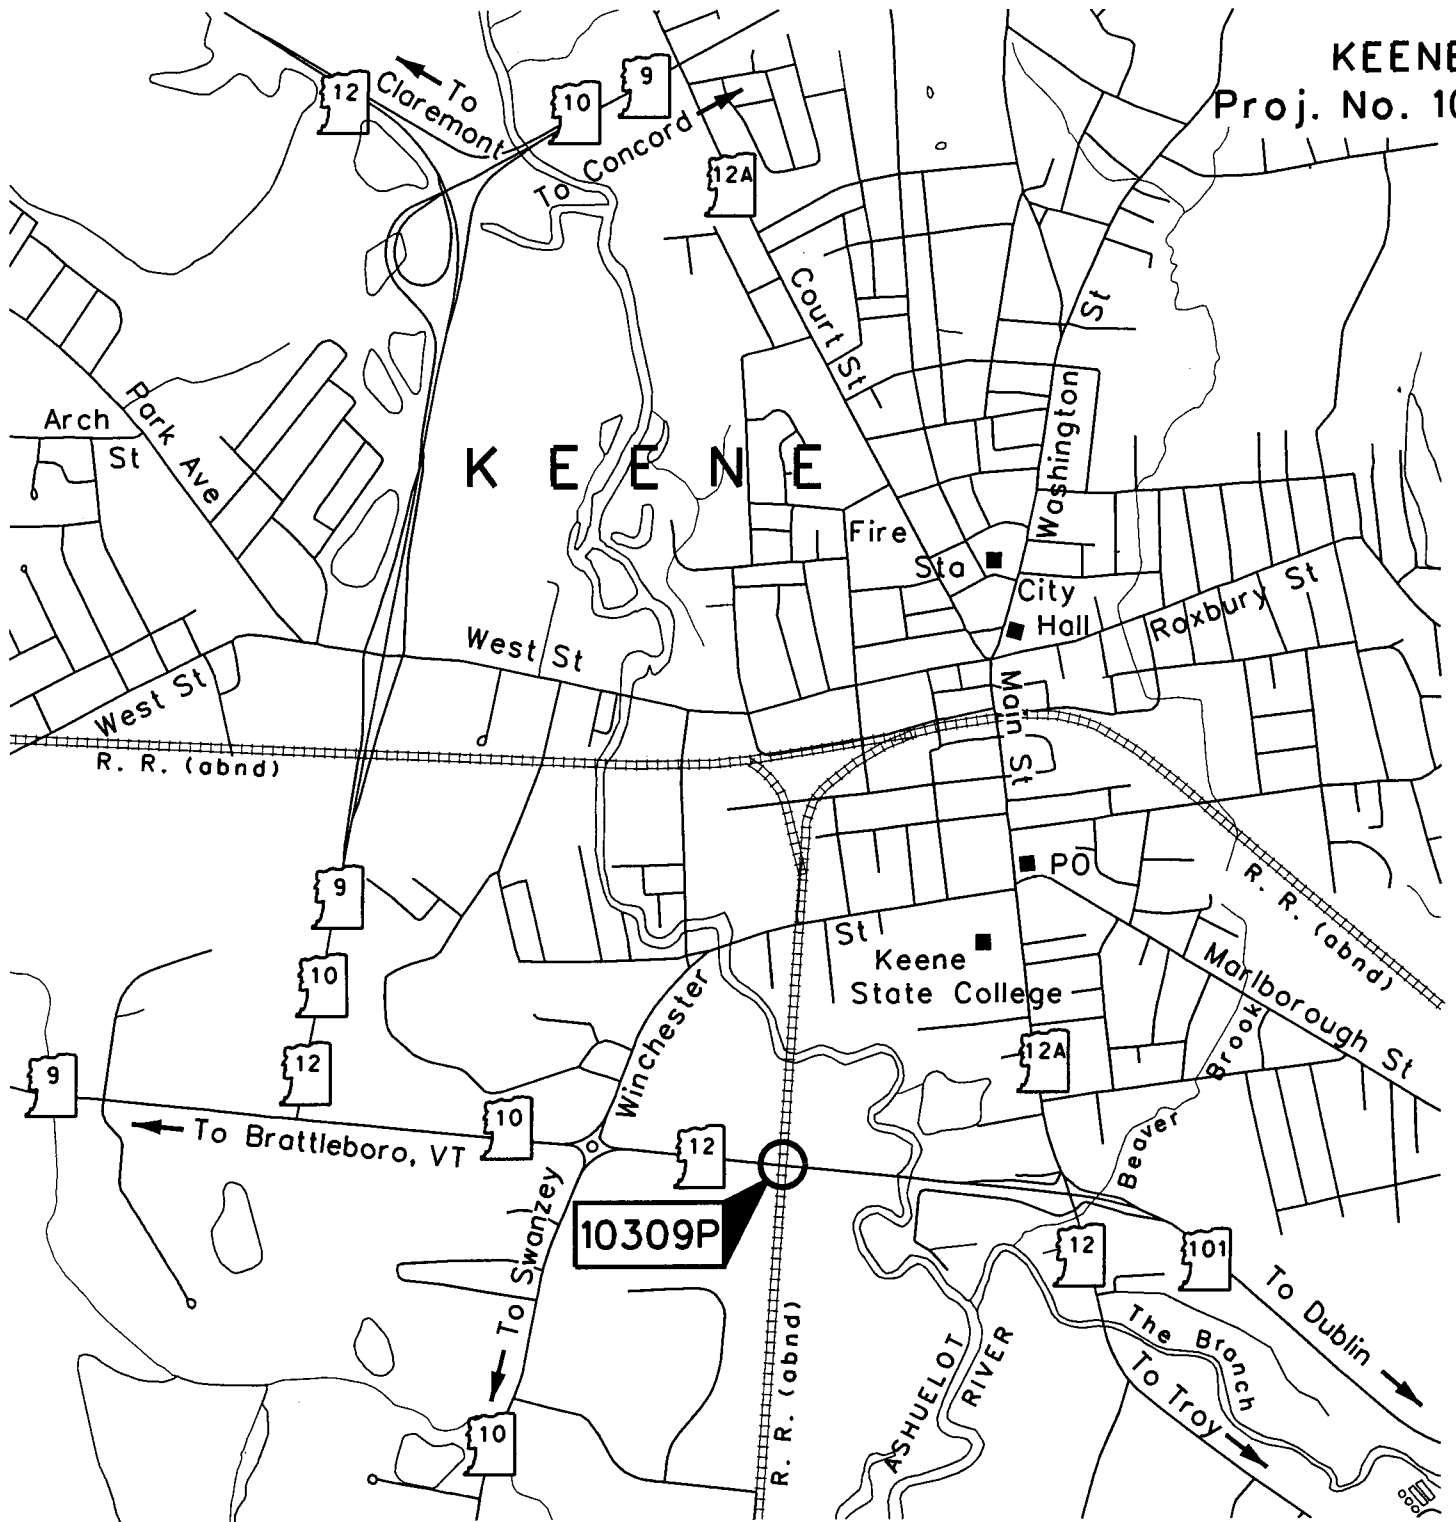 KEENE
Proj. No. 10
12
To
Claremont
10
9
To Concord
12A
Court St
St
Washington
Park Ave
Arch
St
K E E N E
Fire
Sta
City
Hall
Roxbury St
West St
West St
Main St
R. R. (abnd)
9
PO
R. R. (abnd)
St
Keene
State College
Marlborough St
10
Winchester
12
12A
Brook
9
To Brattleboro, VT
10
12
Beaver
10309P
To Swanzey
12
101
To Dublin
The Branch
To Troy
R. R. (abnd)
ASHUELOT
RIVER
10